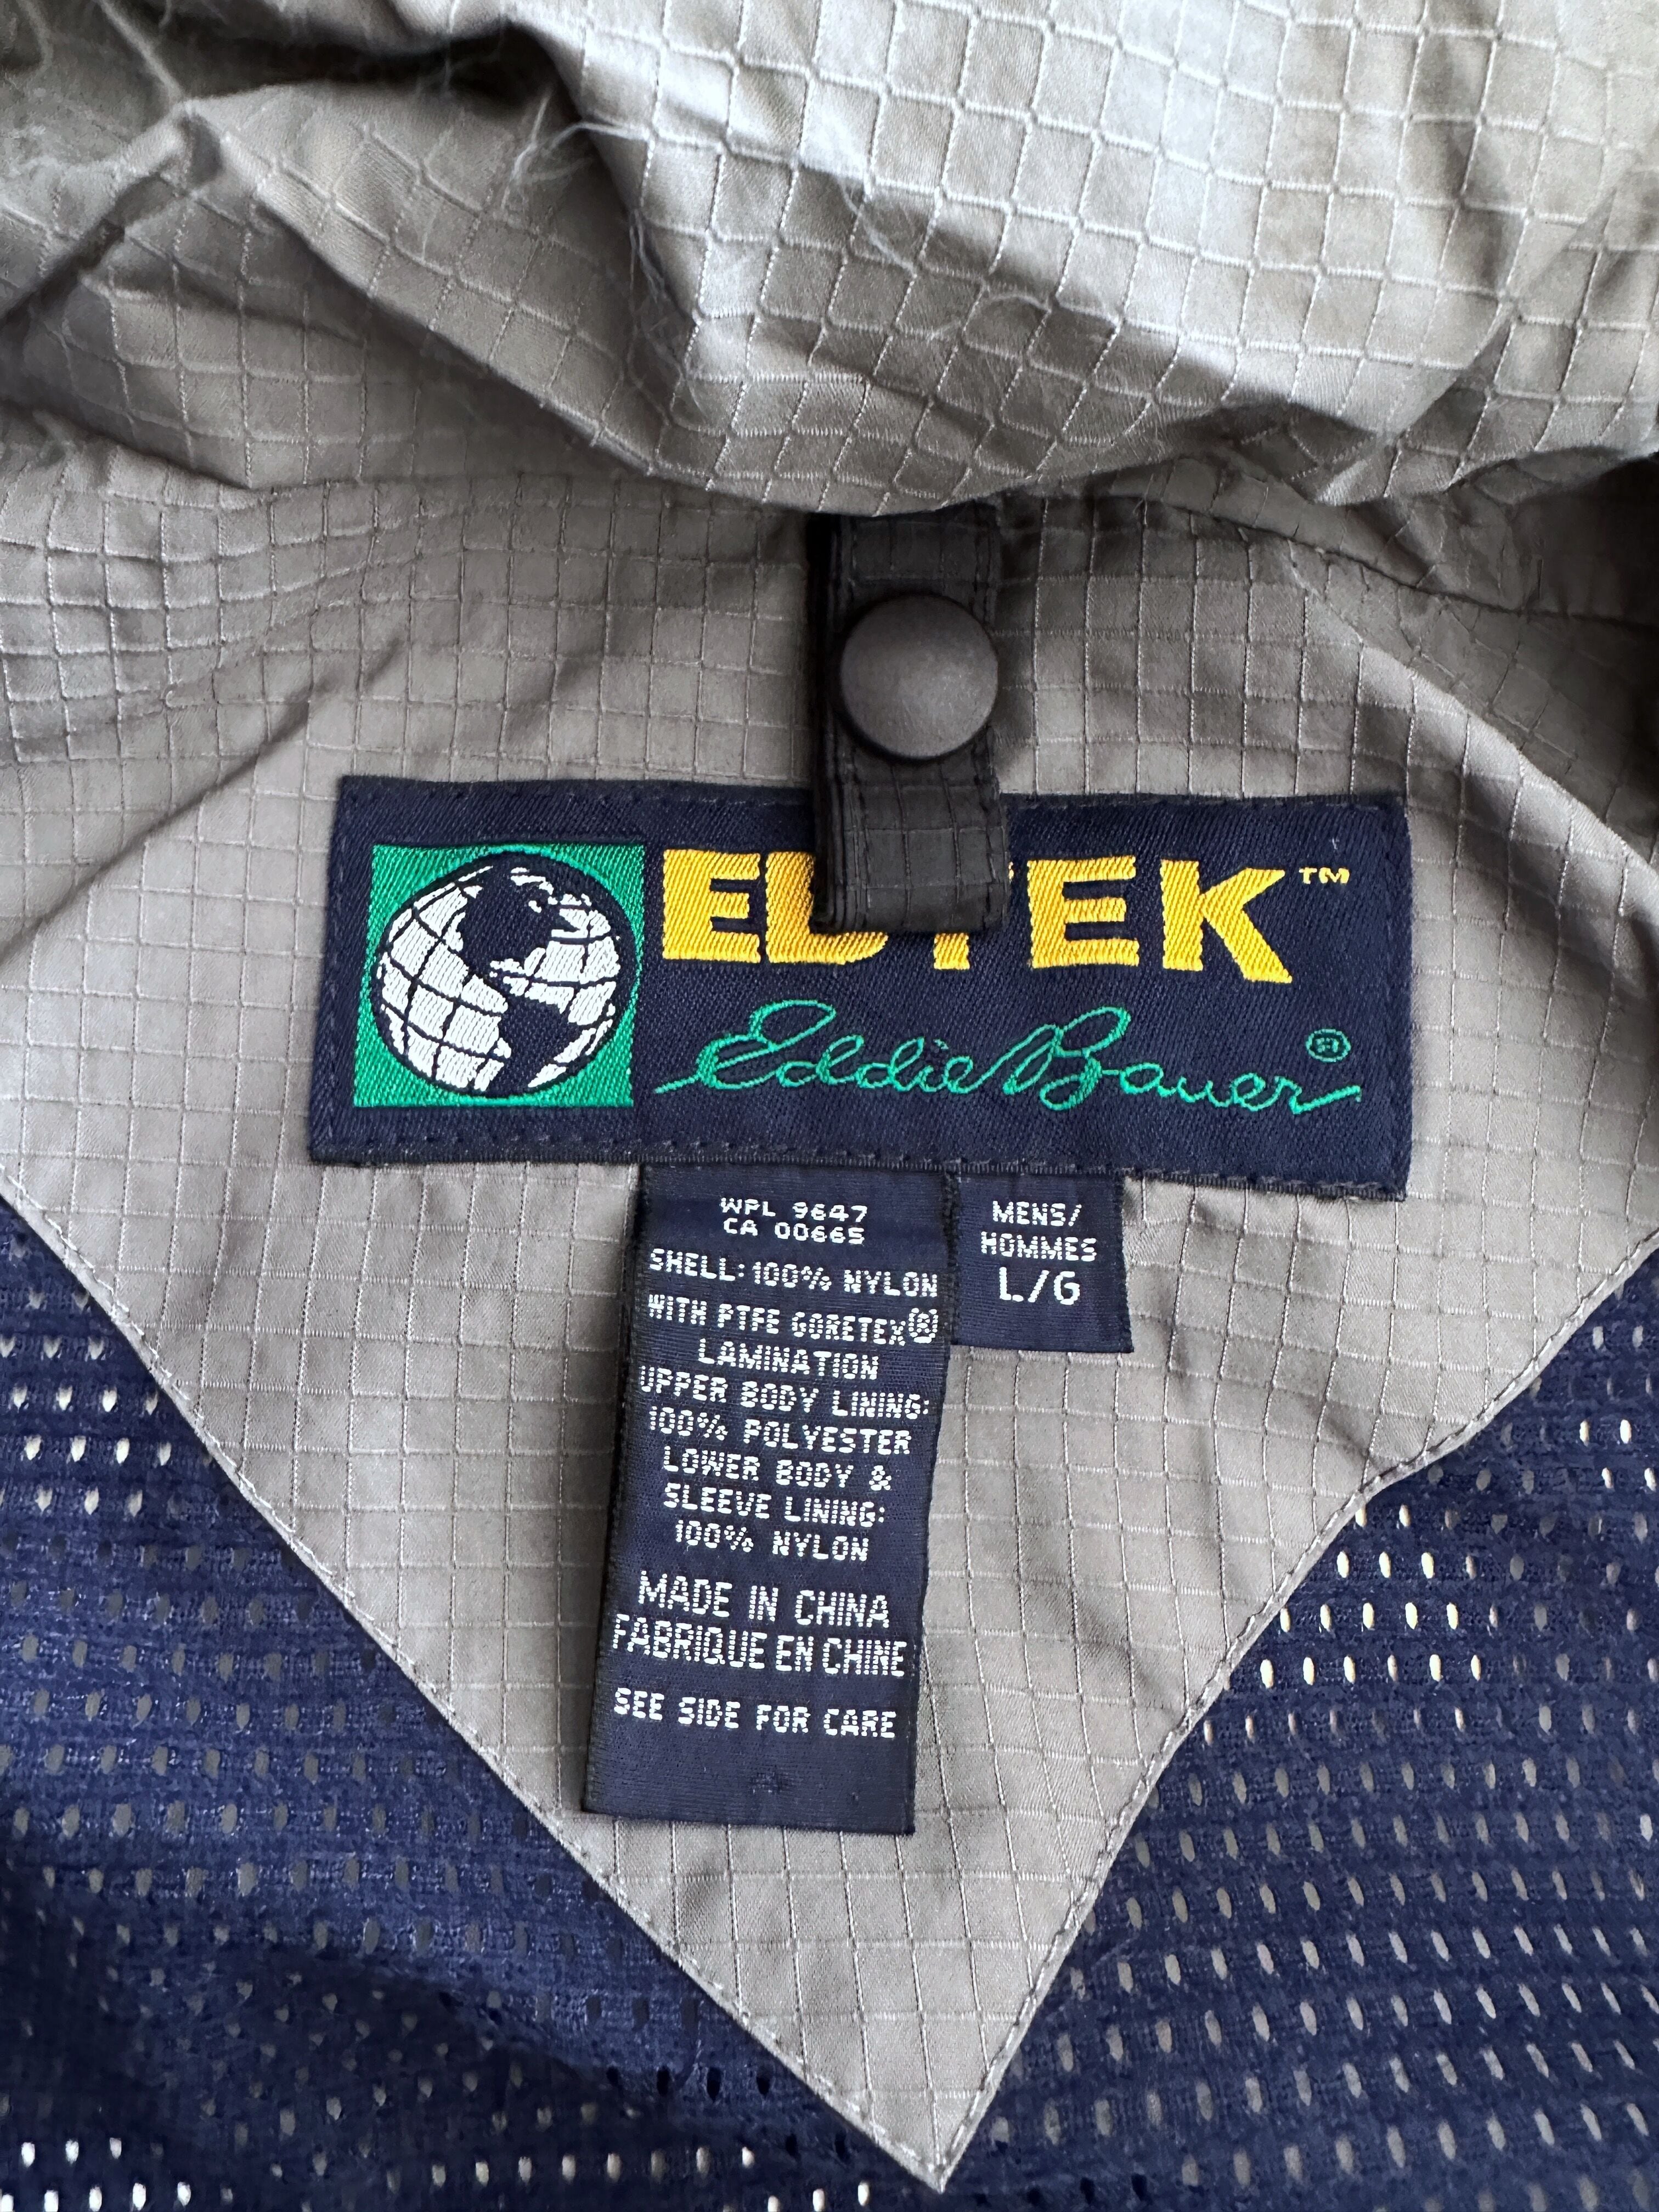 EBTEK™
Eddie Bauer®
WPL 9647
CA 00665
SHELL: 100% NYLON
WITH PTFE GORETEX®
LAMINATION
UPPER BODY LINING:
100% POLYESTER
LOWER BODY &
SLEEVE LINING:
100% NYLON
MADE IN CHINA
FABRIQUE EN CHINE
SEE SIDE FOR CARE
MENS/
HOMMES
L/G